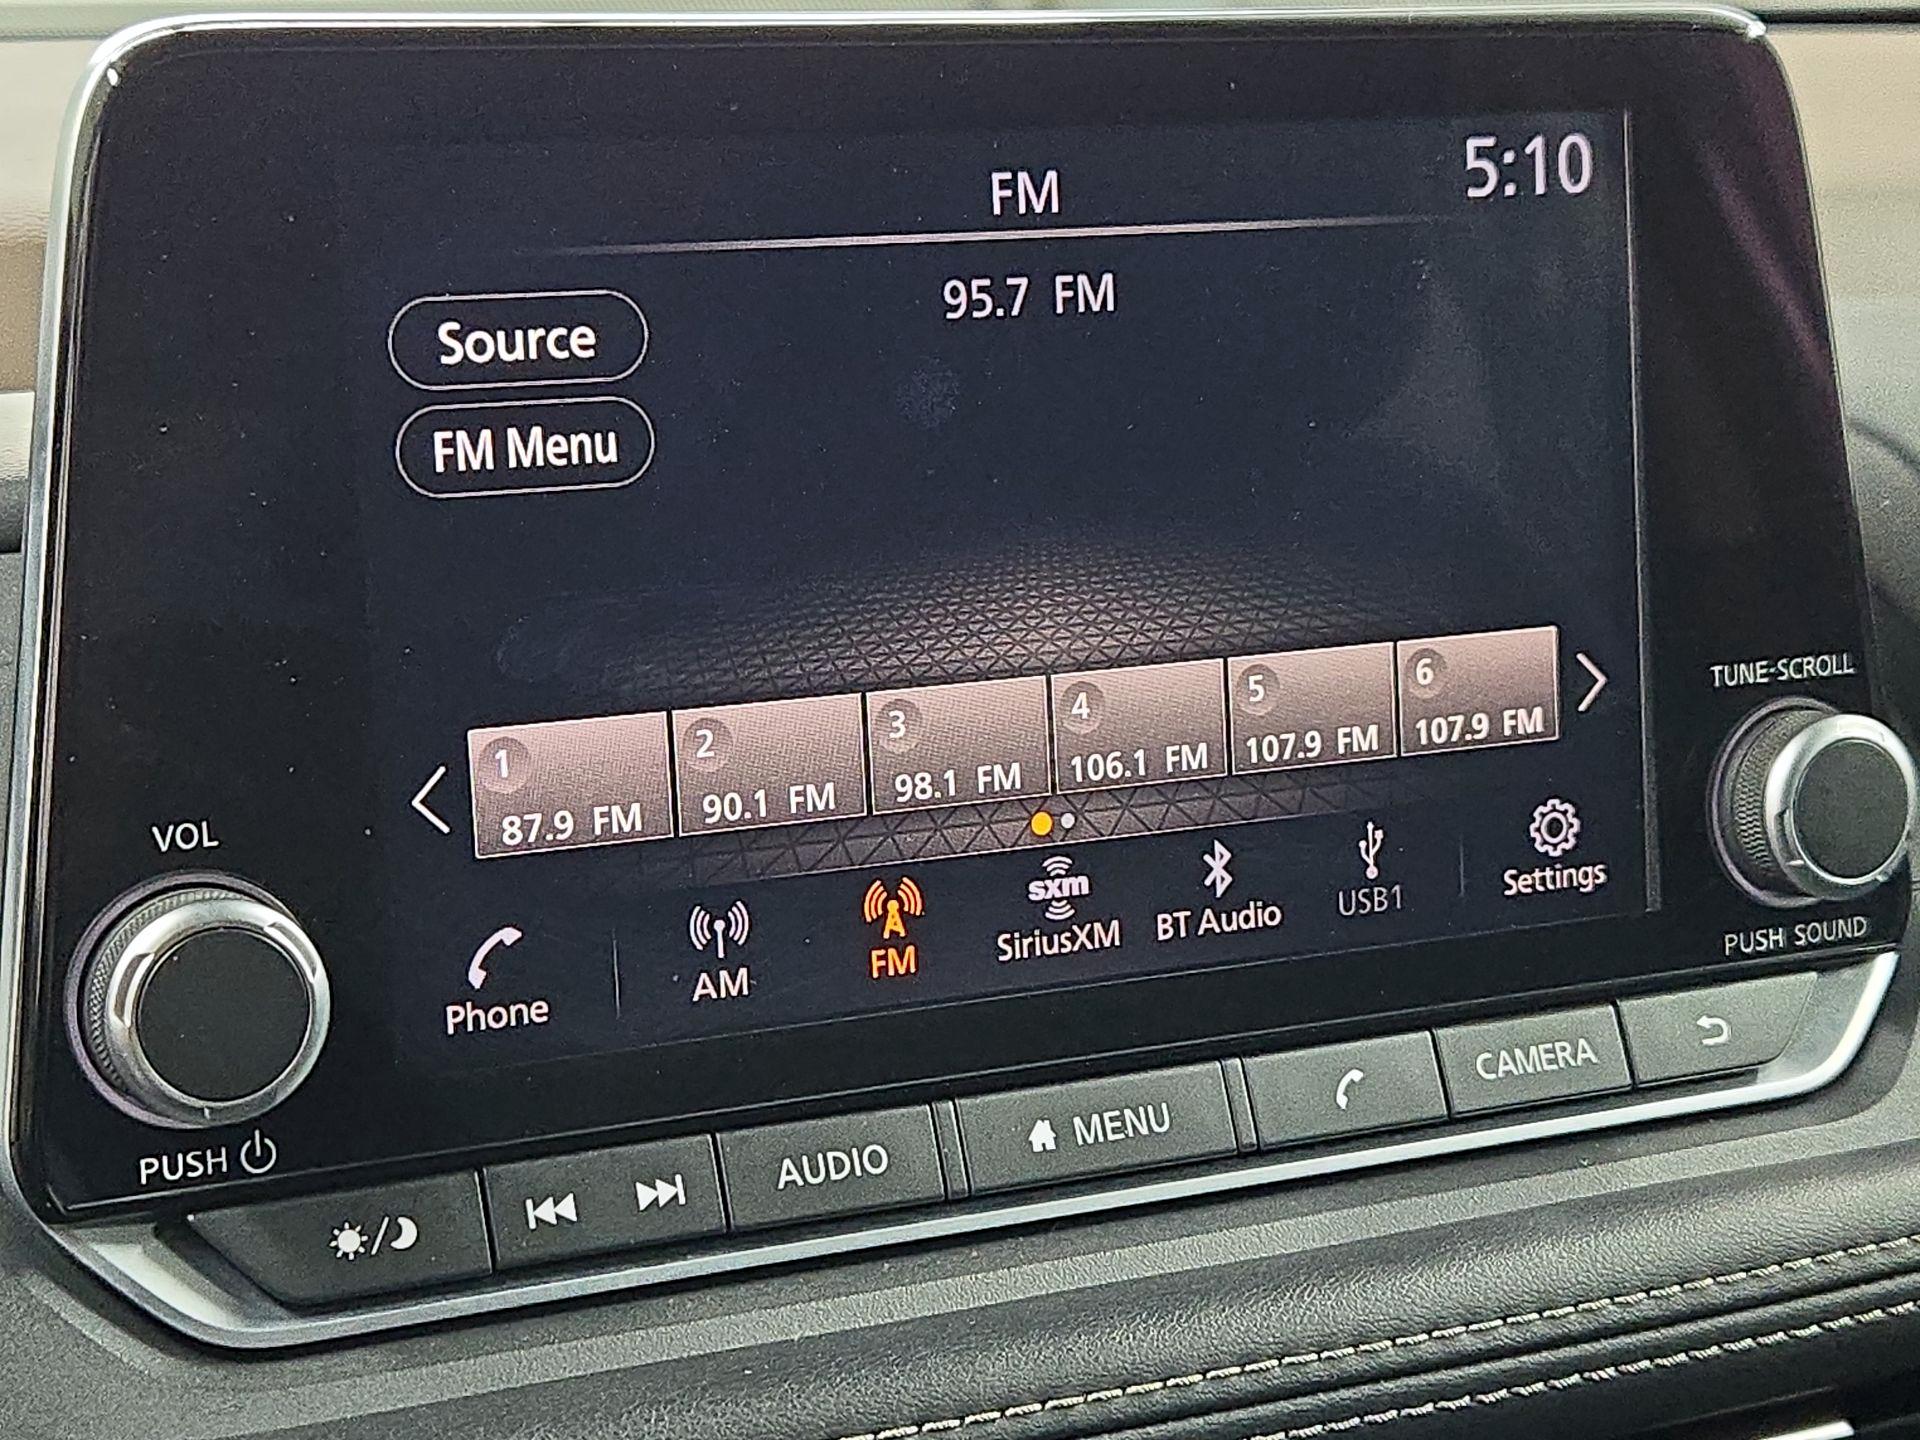 FM
5:10
95.7 FM
Source
FM Menu
1
87.9 FM
2
90.1 FM
3
98.1 FM
4
106.1 FM
5
107.9 FM
6
107.9 FM
TUNE-SCROLL
VOL
Phone
AM
FM
sxm
SiriusXM
BT Audio
USB1
Settings
PUSH SOUND
PUSH
AUDIO
MENU
CAMERA